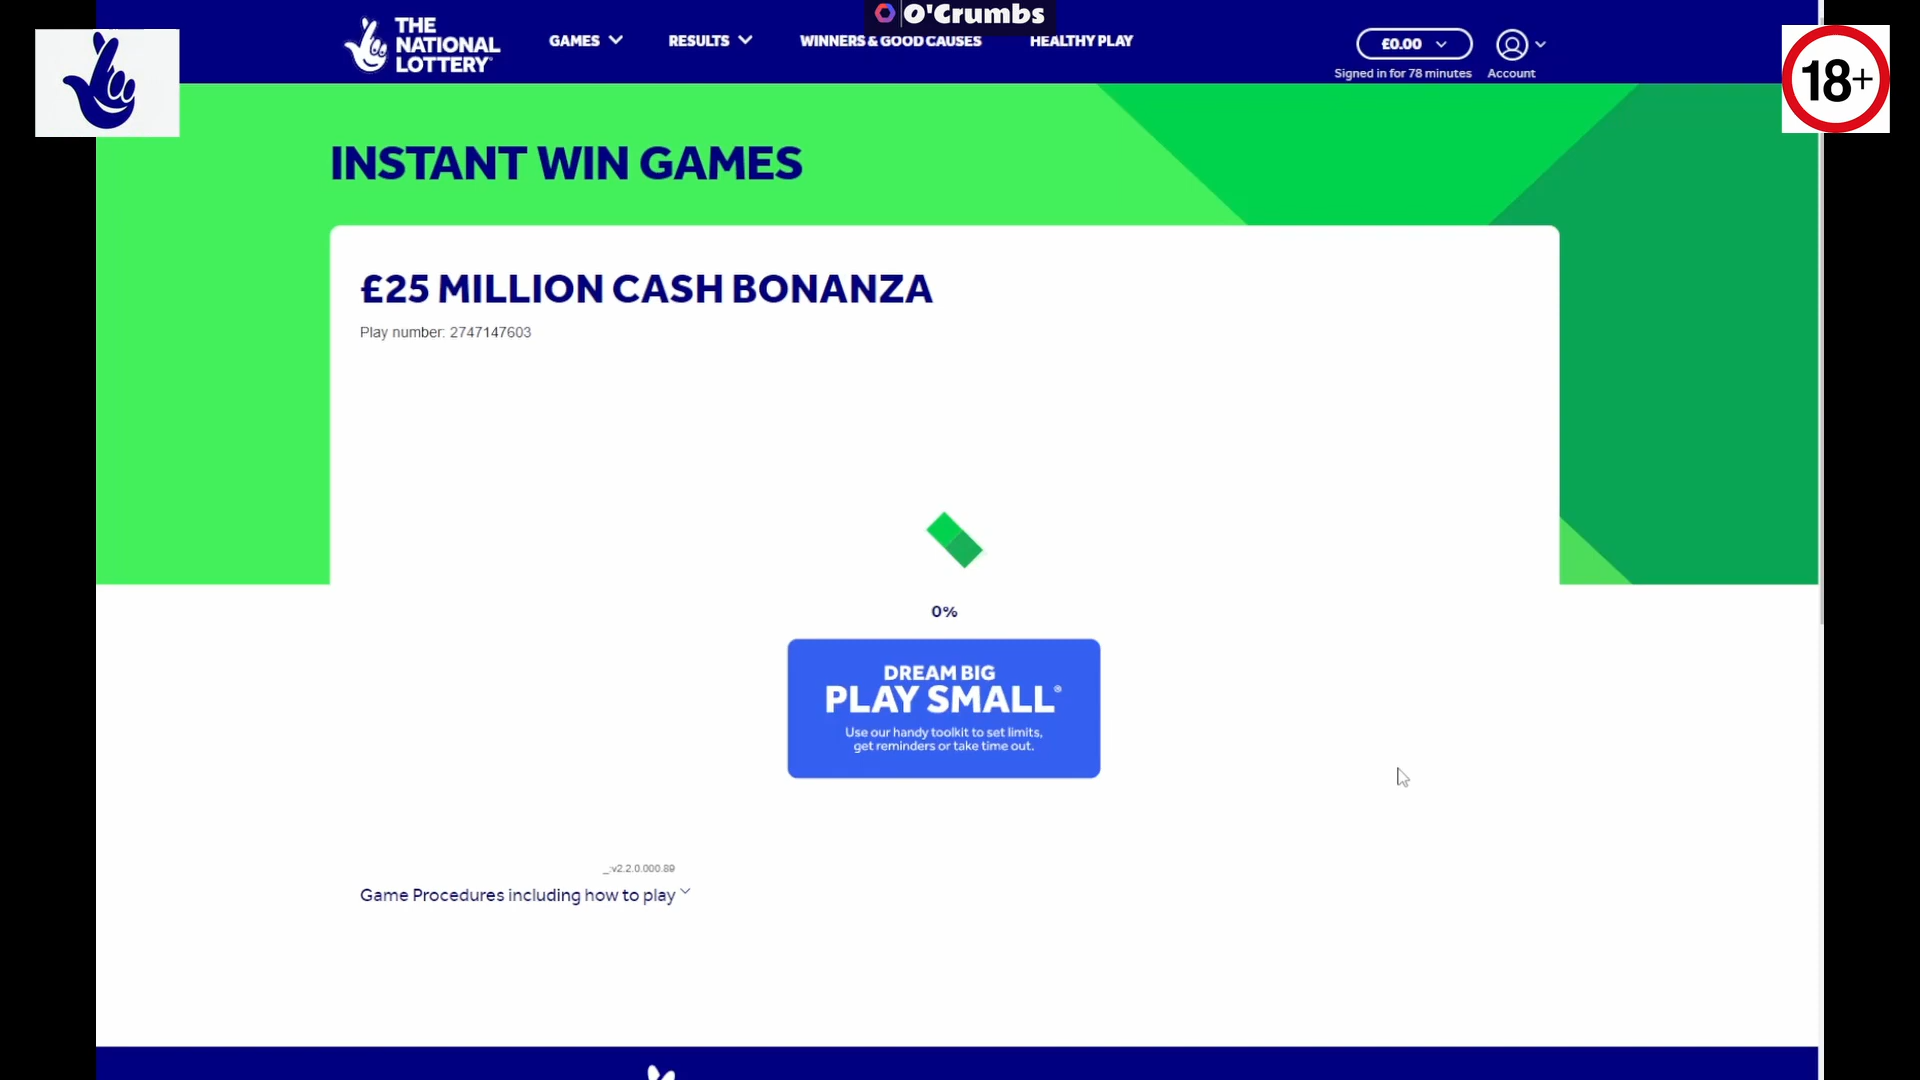 O'Crumbs
THE
NATIONAL
LOTTERY®
GAMES
RESULTS
WINNERS & GOOD CAUSES
HEALTHY PLAY
£0.00
Signed in for 78 minutes
Account
18+
INSTANT WIN GAMES
£25 MILLION CASH BONANZA
Play number: 2747147603
0%
DREAM BIG
PLAY SMALL®
Use our handy toolkit to set limits,
get reminders or take time out.
_:v2.2.0.000.89
Game Procedures including how to play